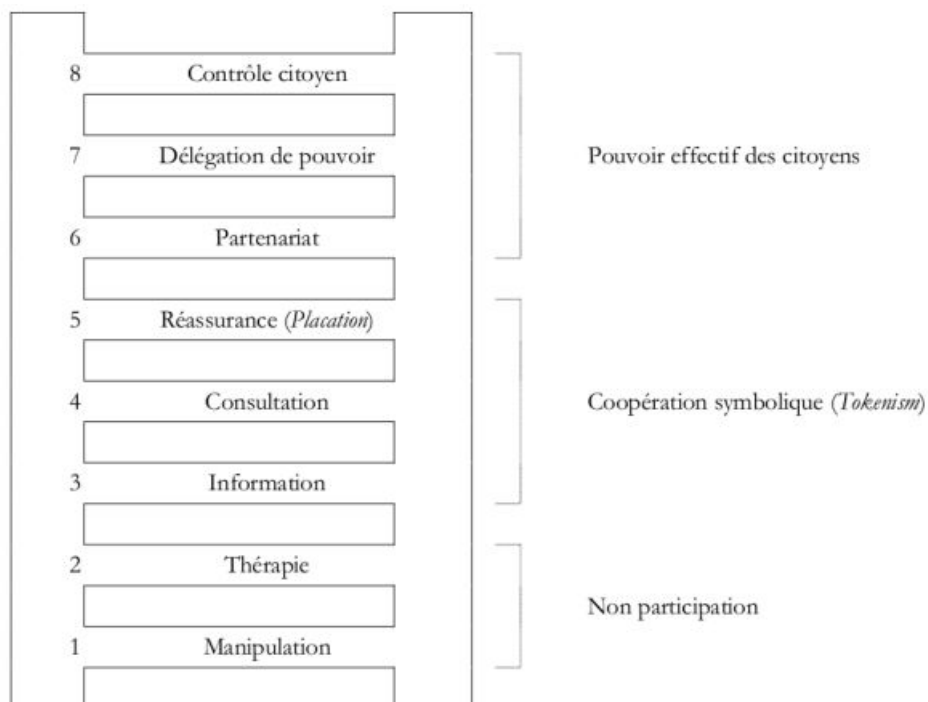 8 Contrôle citoyen
7 Délégation de pouvoir
Pouvoir effectif des citoyens
6 Partenariat
5 Réassurance (Placation)
4 Consultation
Coopération symbolique (Tokenism)
3 Information
2 Thérapie
Non participation
1 Manipulation